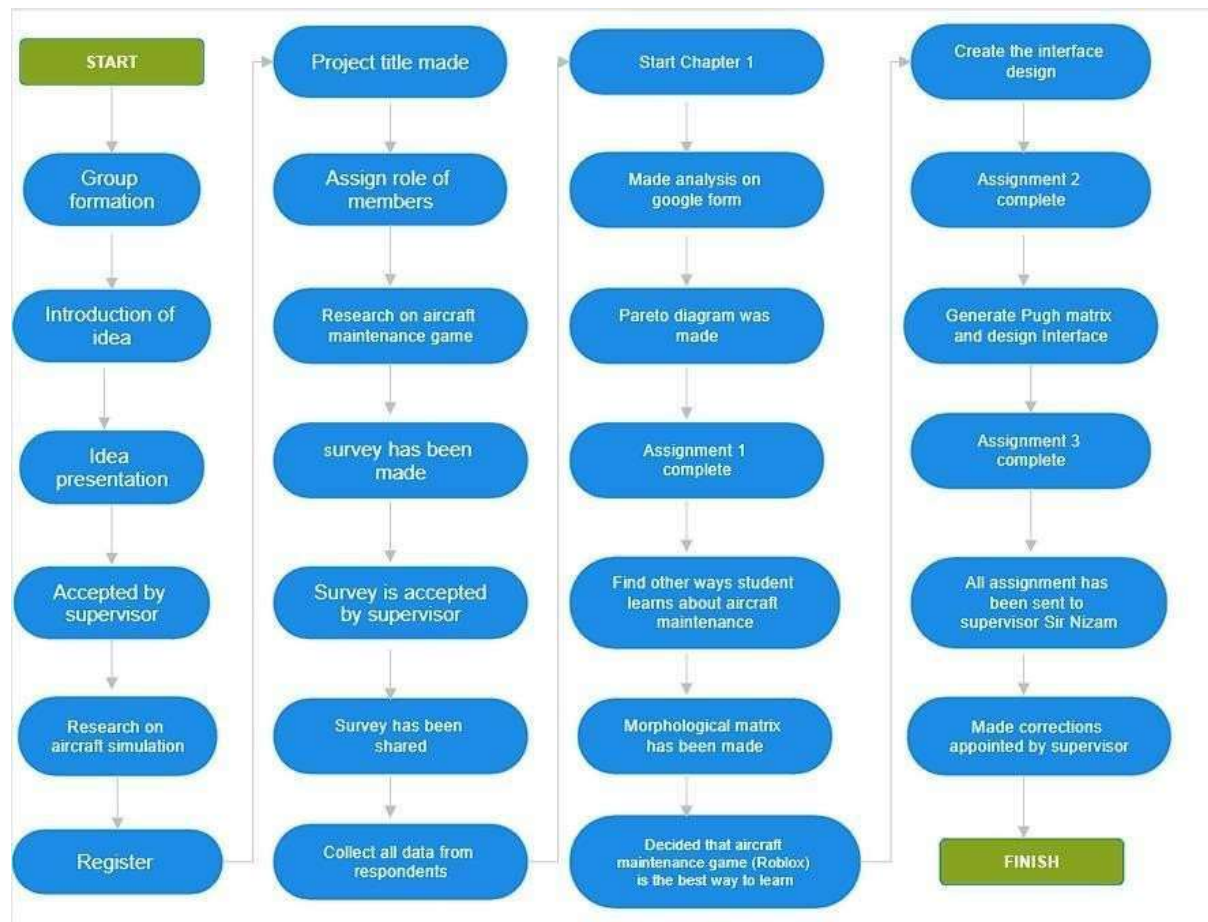 START
Group
formation
Introduction of
idea
Idea
presentation
Accepted by
supervisor
Research on
aircraft simulation
Register
Project title made
Assign role of
members
Research on aircraft
maintenance game
survey has been
made
Survey is accepted
by supervisor
Survey has been
shared
Collect all data from
respondents
Start Chapter 1
Made analysis on
google form
Pareto diagram was
made
Assignment 1
complete
Find other ways student
learns about aircraft
maintenance
Morphological matrix
has been made
Decided that aircraft
maintenance game (Roblox)
is the best way to learn
Create the interface
design
Assignment 2
complete
Generate Pugh matrix
and design Interface
Assignment 3
complete
All assignment has
been sent to
supervisor Sir Nizam
Made corrections
appointed by supervisor
FINISH